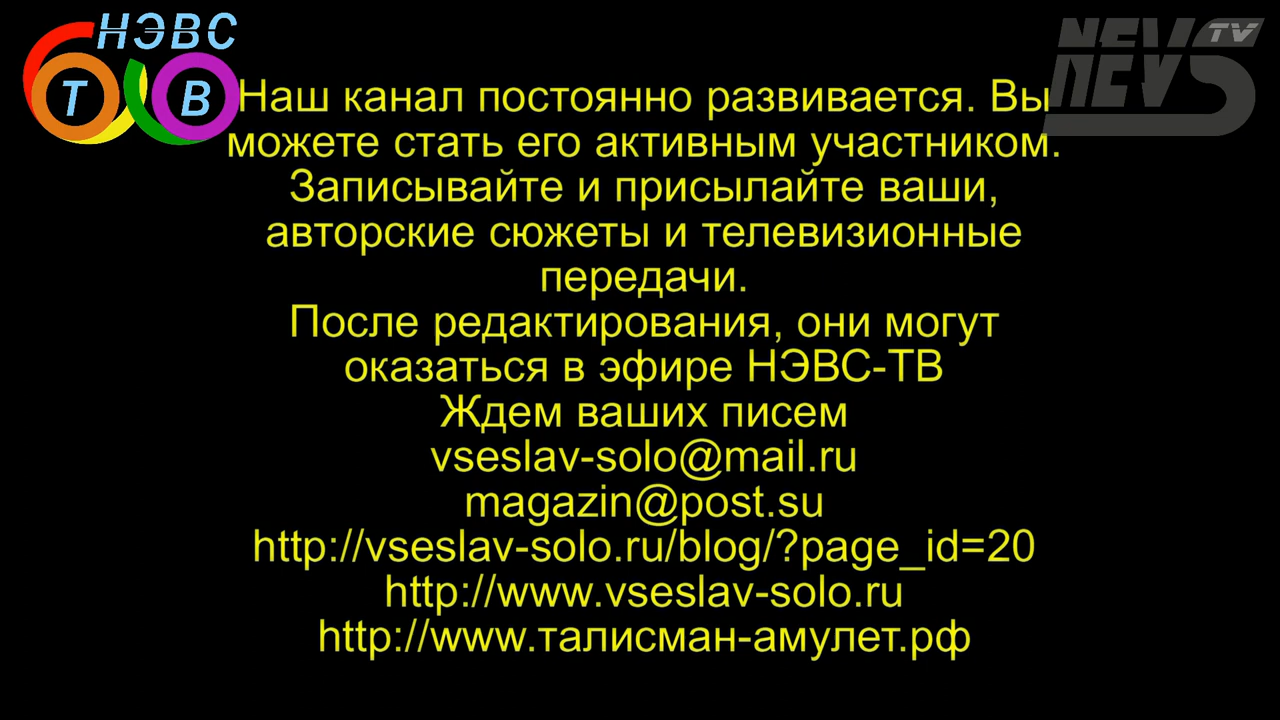 НЭВС
Т В
NEVS TV
NEVS
Наш канал постоянно развивается. Вы
можете стать его активным участником.
Записывайте и присылайте ваши,
авторские сюжеты и телевизионные
передачи.
После редактирования, они могут
оказаться в эфире НЭВС-ТВ
Ждем ваших писем
vseslav-solo@mail.ru
magazin@post.su
http://vseslav-solo.ru/blog/?page_id=20
http://www.vseslav-solo.ru
http://www.талисман-амулет.рф